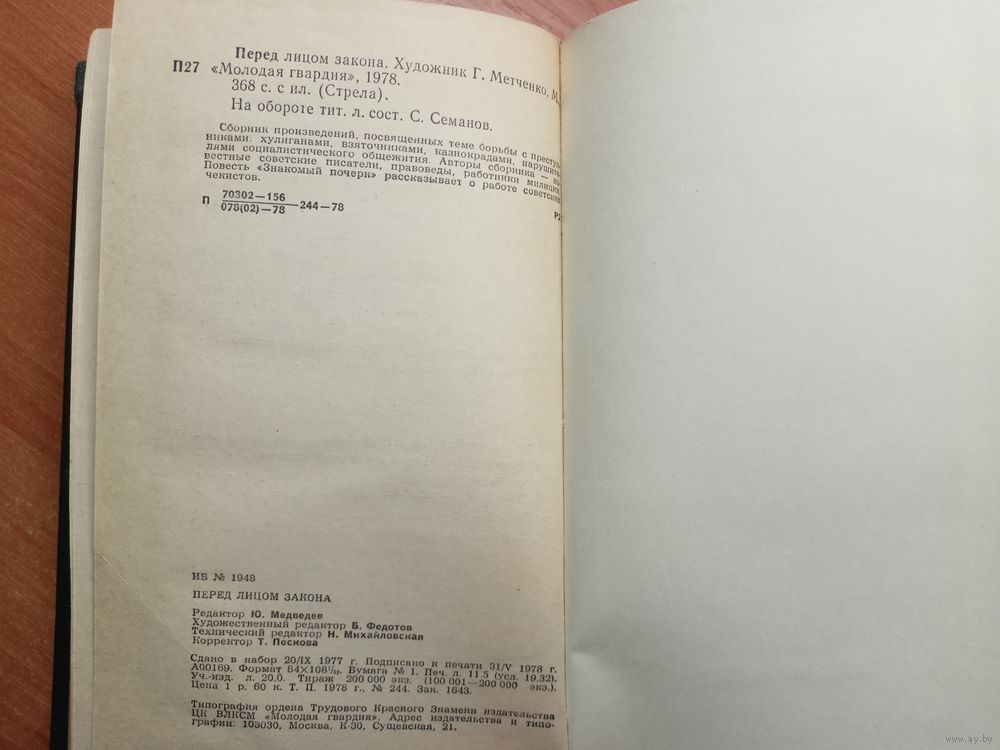 Перед лицом закона. Художник Г. Метченко. М.,
П27 «Молодая гвардия», 1978.
368 с. с ил. (Стрела).
На обороте тит. л. сост. С. Семанов.
Сборник произведений, посвященных теме борьбы с преступ-
никами: хулиганами, взяточниками, казнокрадами, нарушите-
лями социалистического общежития. Авторы сборника — из-
вестные советские писатели, правоведы, работники милиции.
Повесть «Знакомый почерк» рассказывает о работе советских
чекистов.
П 70302—156
078(02)—78 —244—78
Р2
ИБ № 1948
ПЕРЕД ЛИЦОМ ЗАКОНА
Редактор Ю. Медведев
Художественный редактор Б. Федотов
Технический редактор Н. Михайловская
Корректор Т. Пескова
Сдано в набор 20/IX 1977 г. Подписано к печати 31/V 1978 г.
А00169. Формат 84×108¹/₃₂. Бумага № 1. Печ. л. 11,5 (усл. 19,32).
Уч.-изд. л. 20,0. Тираж 200 000 экз. (100 001—200 000 экз.).
Цена 1 р. 60 к. Т. П. 1978 г., № 244. Зак. 1643.
Типография ордена Трудового Красного Знамени издательства
ЦК ВЛКСМ «Молодая гвардия». Адрес издательства и типо-
графии: 103030, Москва, К-30, Сущевская, 21.
www.ay.by